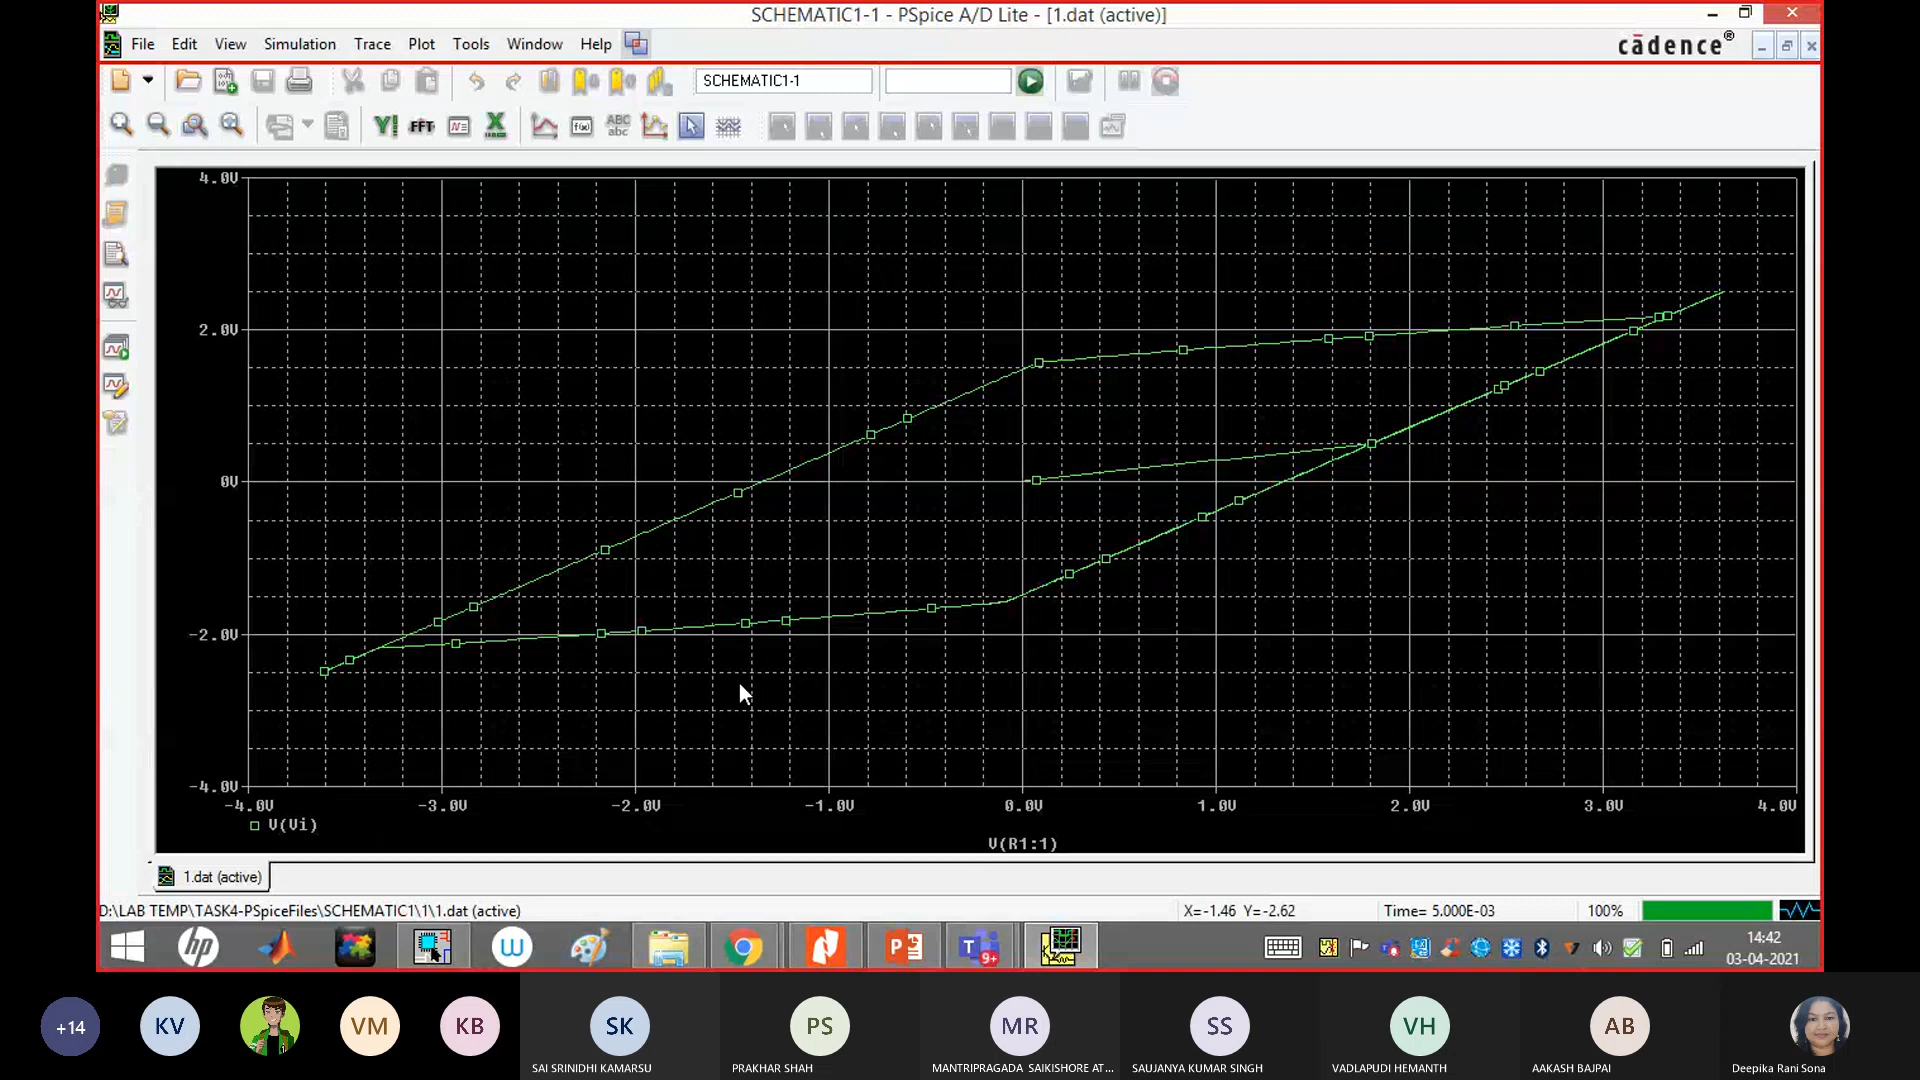 SCHEMATIC1-1 - PSpice A/D Lite - [1.dat (active)]
File Edit View Simulation Trace Plot Tools Window Help
cādence®
SCHEMATIC1-1
FFT
ABC
abc
4.0V
2.0V
0V
-2.0V
-4.0V
-4.0V -3.0V -2.0V -1.0V 0.0V 1.0V 2.0V 3.0V 4.0V
V(Vi)
V(R1:1)
1.dat (active)
D:\LAB TEMP\TASK4-PSpiceFiles\SCHEMATIC1\1\1.dat (active)
X=-1.46 Y=-2.62
Time= 5.000E-03
100%
hp
W
P
T
9+
14:42
03-04-2021
+14 KV VM KB SK PS MR SS VH AB
SAI SRINIDHI KAMARSU
PRAKHAR SHAH
MANTRIPRAGADA SAIKISHORE AT...
SAUJANYA KUMAR SINGH
VADLAPUDI HEMANTH
AAKASH BAJPAI
Deepika Rani Sona